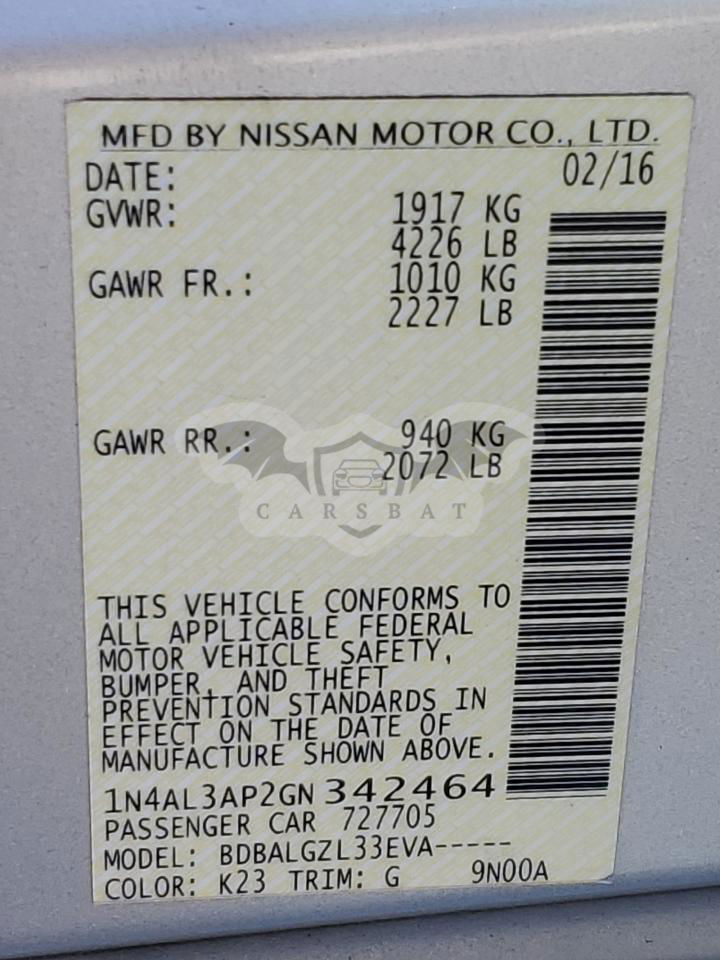 MFD BY NISSAN MOTOR CO., LTD.
DATE: 02/16
GVWR: 1917 KG
4226 LB
GAWR FR.: 1010 KG
2227 LB
GAWR RR.: 940 KG
2072 LB
CARSBAT
THIS VEHICLE CONFORMS TO
ALL APPLICABLE FEDERAL
MOTOR VEHICLE SAFETY,
BUMPER, AND THEFT
PREVENTION STANDARDS IN
EFFECT ON THE DATE OF
MANUFACTURE SHOWN ABOVE.
1N4AL3AP2GN 342464
PASSENGER CAR 727705
MODEL: BDBALGZL33EVA-----
COLOR: K23 TRIM: G 9N00A